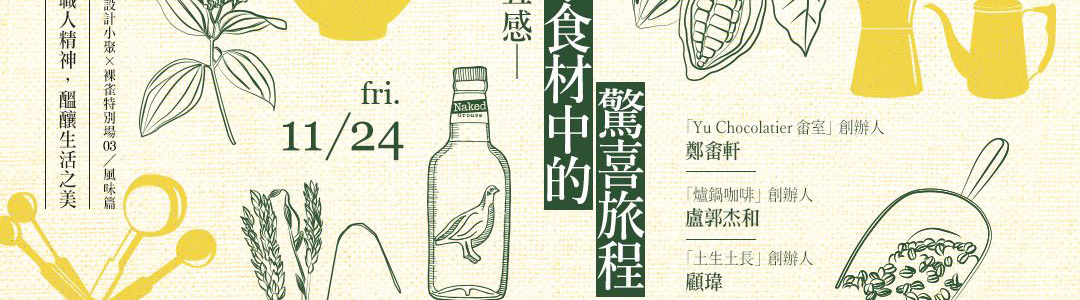 五感——
食材中的
驚喜旅程
fri.
11/24
Naked
Grouse
「Yu Chocolatier 畬室」創辦人
鄭畬軒
「爐鍋咖啡」創辦人
盧郭杰和
「土生土長」創辦人
顧瑋
設計小聚×裸雀特別場03／風味篇
職人精神，醞釀生活之美